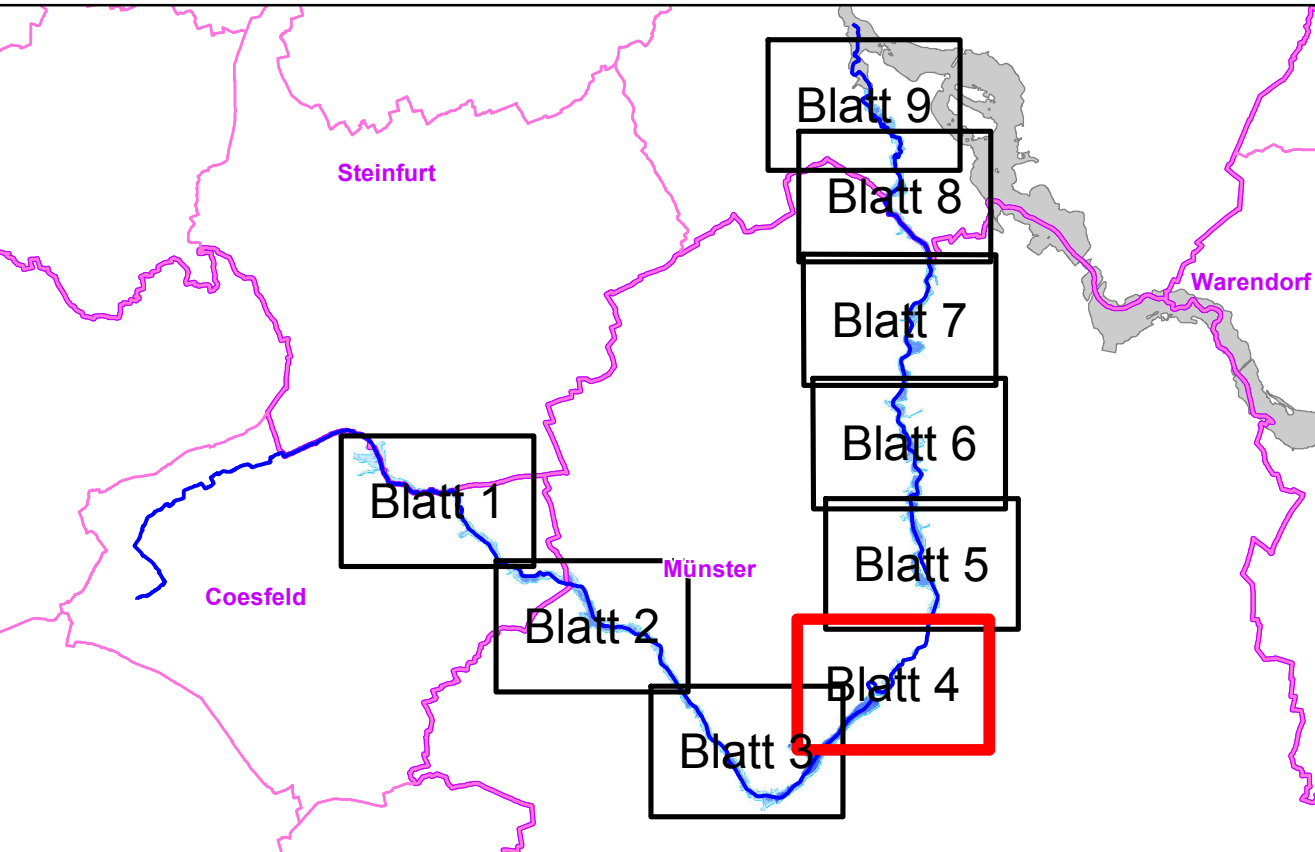 Blatt 9
Steinfurt
Blatt 8
Warendorf
Blatt 7
Blatt 6
Blatt 1
Blatt 5
Münster
Coesfeld
Blatt 2
Blatt 4
Blatt 3